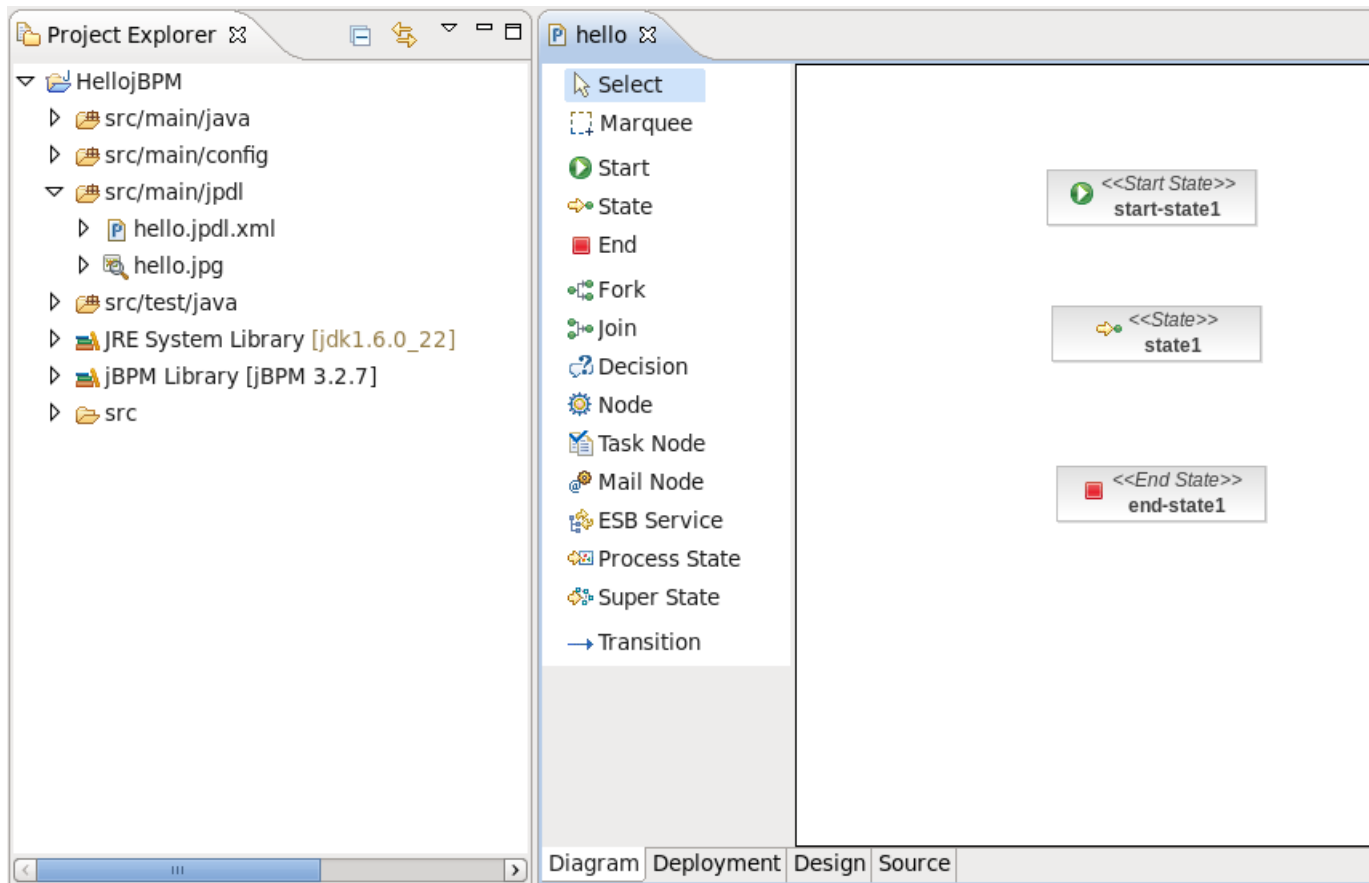 Project Explorer
HellojBPM
src/main/java
src/main/config
src/main/jpdl
hello.jpdl.xml
hello.jpg
src/test/java
JRE System Library [jdk1.6.0_22]
jBPM Library [jBPM 3.2.7]
src
hello
Select
Marquee
Start
State
End
Fork
Join
Decision
Node
Task Node
Mail Node
ESB Service
Process State
Super State
Transition
<<Start State>>
start-state1
<<State>>
state1
<<End State>>
end-state1
Diagram Deployment Design Source